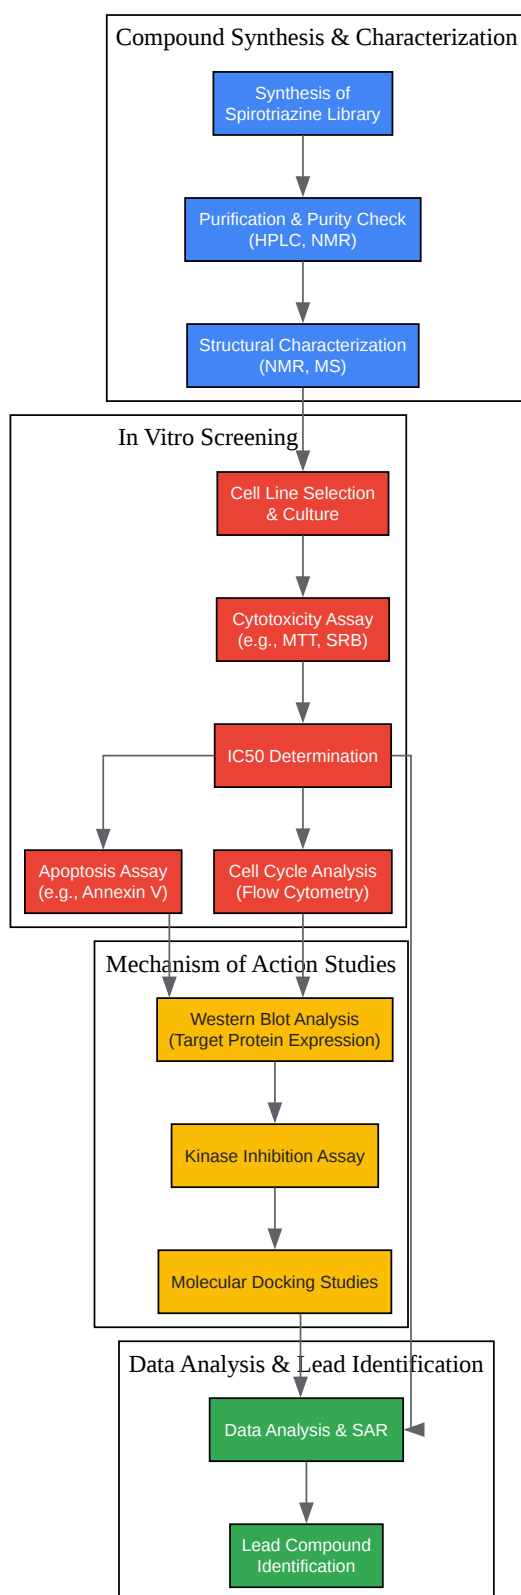 Compound Synthesis & Characterization
Synthesis of
Spirotriazine Library
Purification & Purity Check
(HPLC, NMR)
Structural Characterization
(NMR, MS)
In Vitro Screening
Cell Line Selection
& Culture
Cytotoxicity Assay
(e.g., MTT, SRB)
IC50 Determination
Apoptosis Assay
(e.g., Annexin V)
Cell Cycle Analysis
(Flow Cytometry)
Mechanism of Action Studies
Western Blot Analysis
(Target Protein Expression)
Kinase Inhibition Assay
Molecular Docking Studies
Data Analysis & Lead Identification
Data Analysis & SAR
Lead Compound
Identification